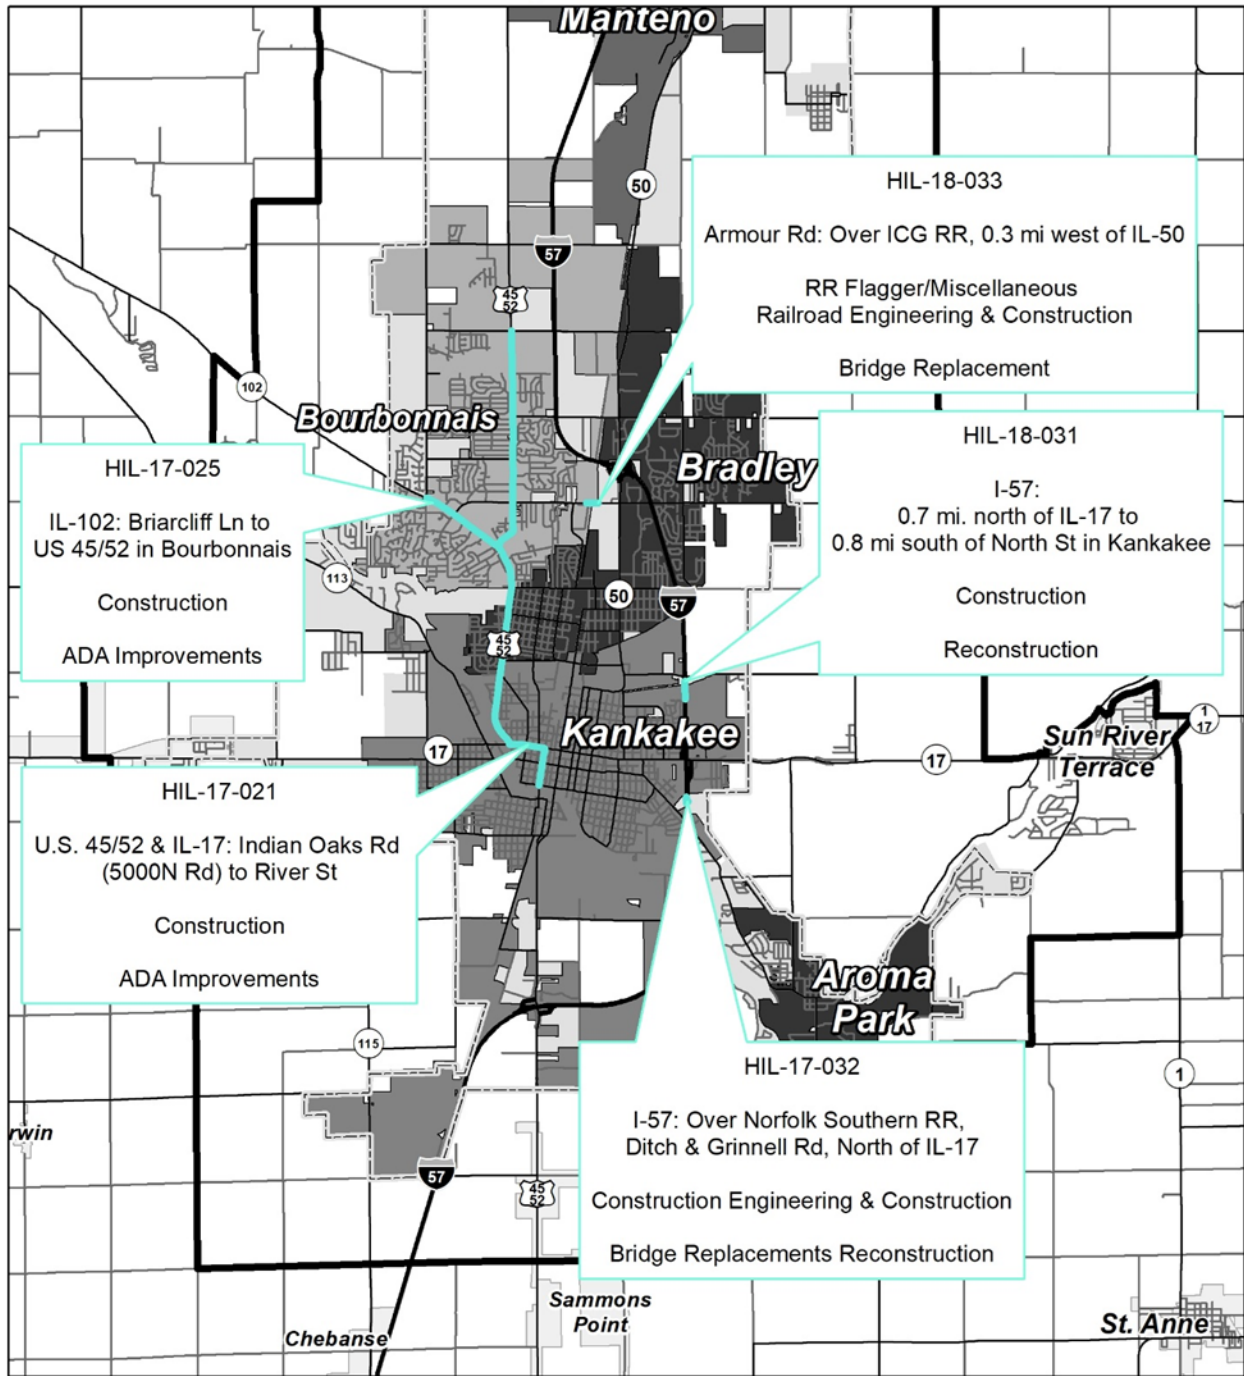 Manteno
50
HIL-18-033
Armour Rd: Over ICG RR, 0.3 mi west of IL-50
RR Flagger/Miscellaneous
Railroad Engineering & Construction
Bridge Replacement
57
45
52
102
Bourbonnais
HIL-17-025
IL-102: Briarcliff Ln to
US 45/52 in Bourbonnais
Construction
ADA Improvements
Bradley
HIL-18-031
I-57:
0.7 mi. north of IL-17 to
0.8 mi south of North St in Kankakee
Construction
Reconstruction
113
50
57
45
52
Kankakee
17
17
1
17
Sun River
Terrace
HIL-17-021
U.S. 45/52 & IL-17: Indian Oaks Rd
(5000N Rd) to River St
Construction
ADA Improvements
Aroma
Park
115
1
HIL-17-032
I-57: Over Norfolk Southern RR,
Ditch & Grinnell Rd, North of IL-17
Construction Engineering & Construction
Bridge Replacements Reconstruction
rwin
57
45
52
Sammons
Point
Chebanse
St. Anne